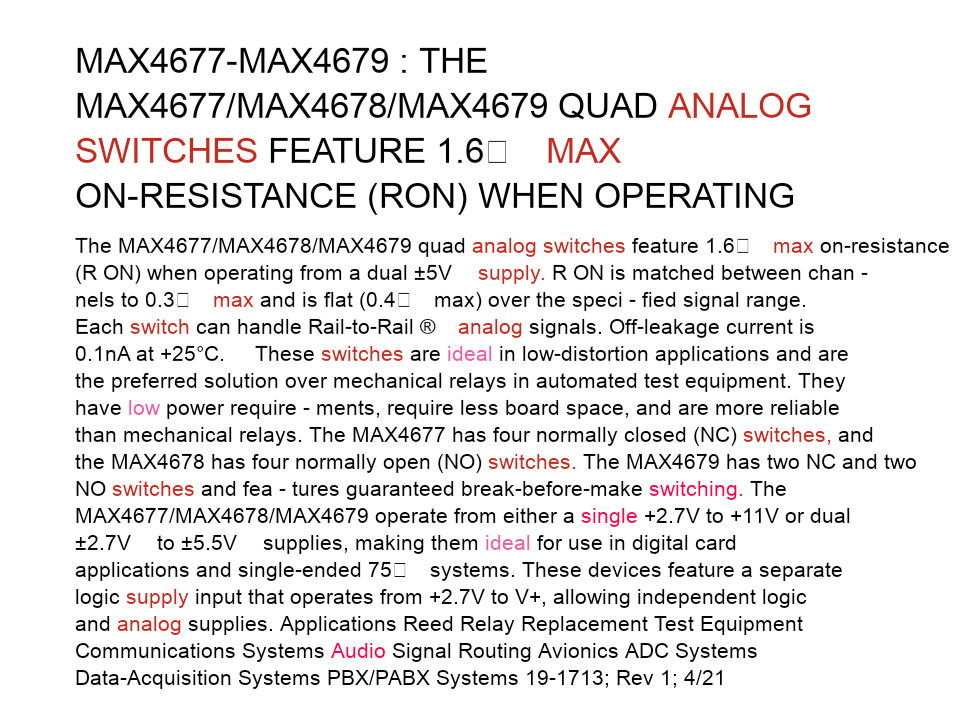 MAX4677-MAX4679 : THE
MAX4677/MAX4678/MAX4679 QUAD ANALOG
SWITCHES FEATURE 1.6□ MAX
ON-RESISTANCE (RON) WHEN OPERATING
The MAX4677/MAX4678/MAX4679 quad analog switches feature 1.6□ max on-resistance
(R ON) when operating from a dual ±5V supply. R ON is matched between chan -
nels to 0.3□ max and is flat (0.4□ max) over the speci - fied signal range.
Each switch can handle Rail-to-Rail ® analog signals. Off-leakage current is
0.1nA at +25°C. These switches are ideal in low-distortion applications and are
the preferred solution over mechanical relays in automated test equipment. They
have low power require - ments, require less board space, and are more reliable
than mechanical relays. The MAX4677 has four normally closed (NC) switches, and
the MAX4678 has four normally open (NO) switches. The MAX4679 has two NC and two
NO switches and fea - tures guaranteed break-before-make switching. The
MAX4677/MAX4678/MAX4679 operate from either a single +2.7V to +11V or dual
±2.7V to ±5.5V supplies, making them ideal for use in digital card
applications and single-ended 75□ systems. These devices feature a separate
logic supply input that operates from +2.7V to V+, allowing independent logic
and analog supplies. Applications Reed Relay Replacement Test Equipment
Communications Systems Audio Signal Routing Avionics ADC Systems
Data-Acquisition Systems PBX/PABX Systems 19-1713; Rev 1; 4/21